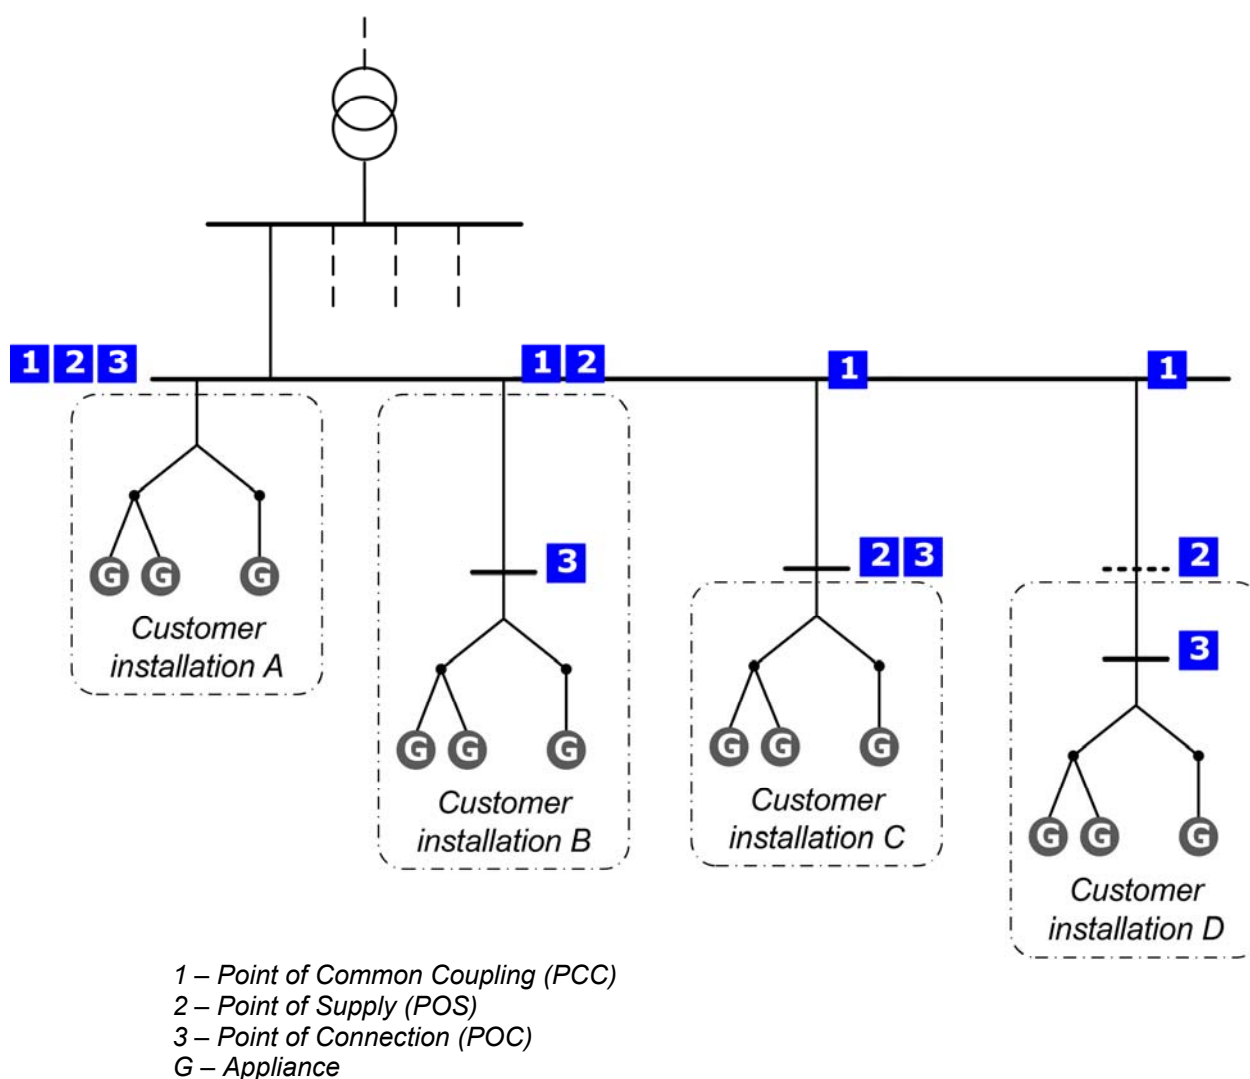 1 2 3
1 2
1
1
3
2 3
2
3
G G G
Customer
installation A
G G G
Customer
installation B
G G G
Customer
installation C
G G G
Customer
installation D
1 – Point of Common Coupling (PCC)
2 – Point of Supply (POS)
3 – Point of Connection (POC)
G – Appliance